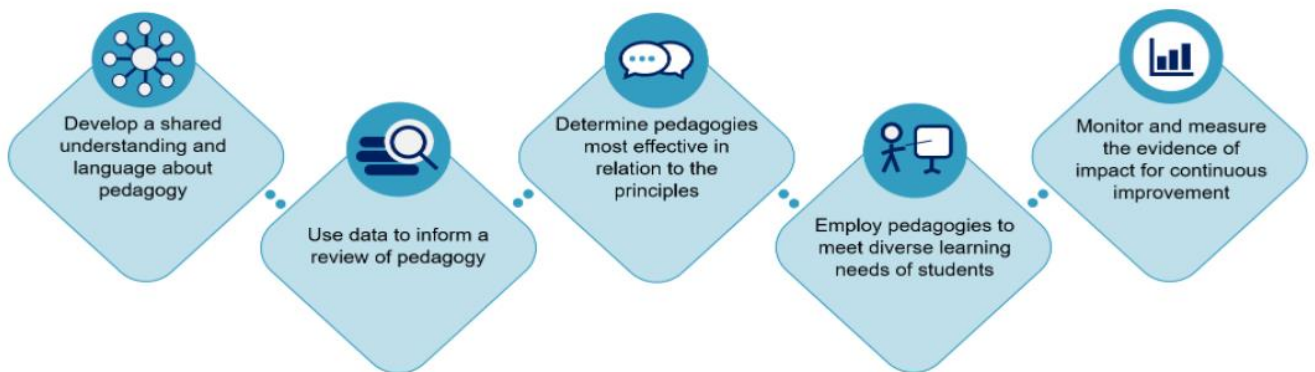 Develop a shared
understanding and
language about
pedagogy
Use data to inform a
review of pedagogy
Determine pedagogies
most effective in
relation to the
principles
Employ pedagogies to
meet diverse learning
needs of students
Monitor and measure
the evidence of
impact for continuous
improvement